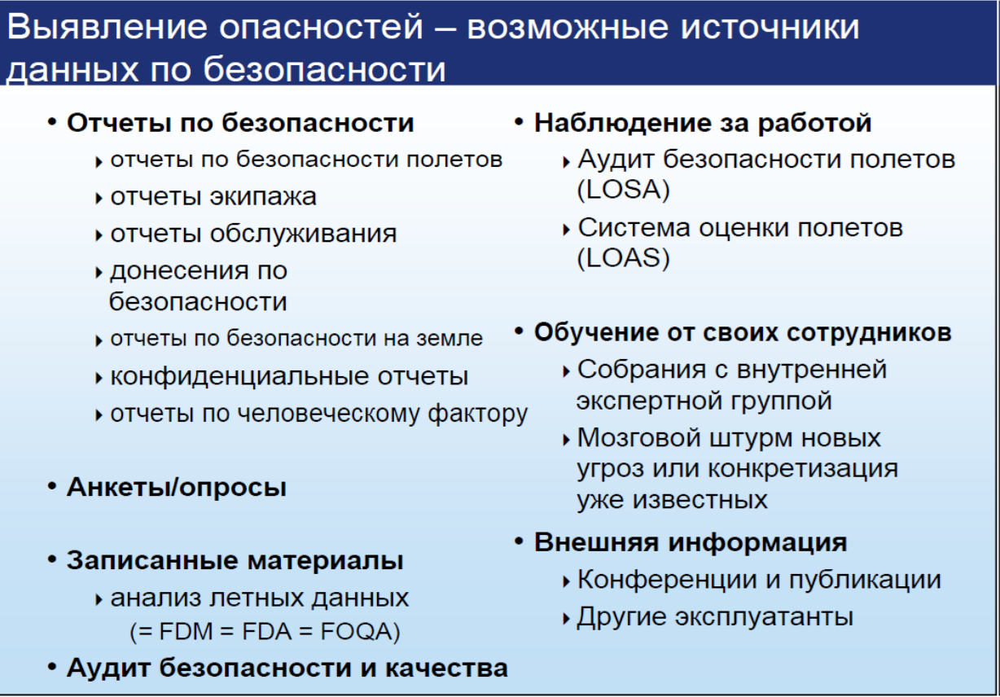 Выявление опасностей – возможные источники
данных по безопасности
• Отчеты по безопасности
отчеты по безопасности полетов
отчеты экипажа
отчеты обслуживания
донесения по
безопасности
отчеты по безопасности на земле
конфиденциальные отчеты
отчеты по человеческому фактору
• Анкеты/опросы
• Записанные материалы
анализ летных данных
(= FDM = FDA = FOQA)
• Аудит безопасности и качества
• Наблюдение за работой
Аудит безопасности полетов
(LOSA)
Система оценки полетов
(LOAS)
• Обучение от своих сотрудников
Собрания с внутренней
экспертной группой
Мозговой штурм новых
угроз или конкретизация
уже известных
• Внешняя информация
Конференции и публикации
Другие эксплуатанты